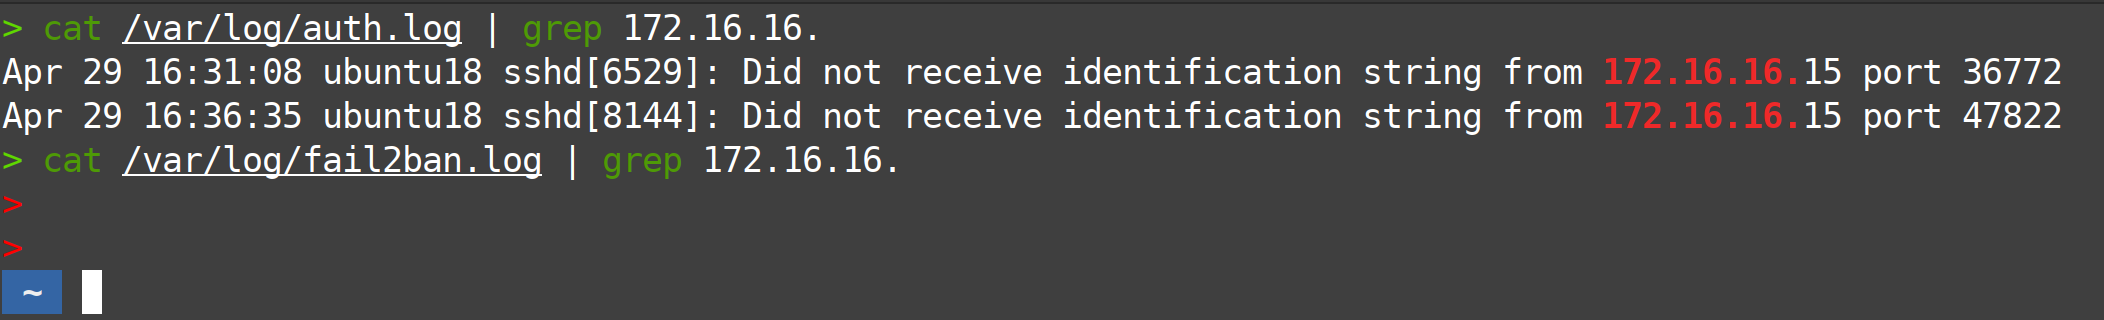 > cat /var/log/auth.log | grep 172.16.16.
Apr 29 16:31:08 ubuntu18 sshd[6529]: Did not receive identification string from 172.16.16.15 port 36772
Apr 29 16:36:35 ubuntu18 sshd[8144]: Did not receive identification string from 172.16.16.15 port 47822
> cat /var/log/fail2ban.log | grep 172.16.16.
>
>
~